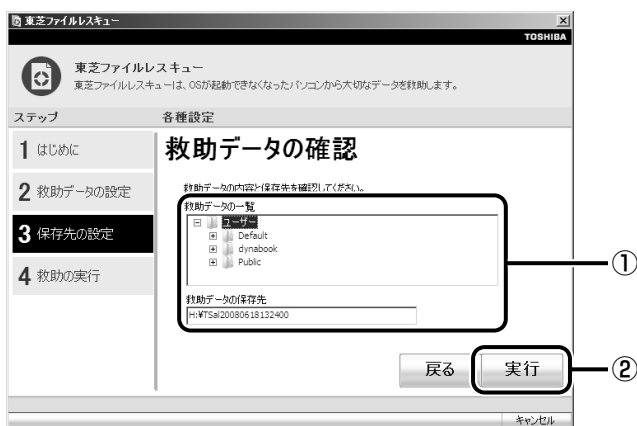 東芝ファイルレスキュー
TOSHIBA
東芝ファイルレスキュー
東芝ファイルレスキューは、OSが起動できなくなったパソコンから大切なデータを救助します。
ステップ
各種設定
1 はじめに
2 救助データの設定
3 保存先の設定
4 救助の実行
救助データの確認
救助データの内容と保存先を確認してください。
救助データの一覧
ユーザー
Default
dynabook
Public
救助データの保存先
H:¥TSal20080618132400
戻る
実行
キャンセル
①
②